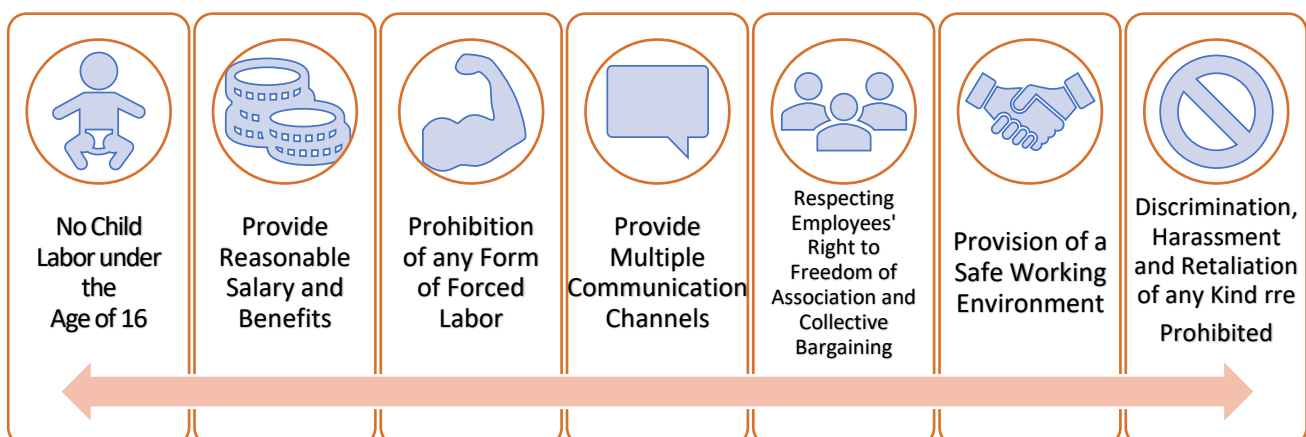 No Child
Labor under
the
Age of 16
Provide
Reasonable
Salary and
Benefits
Prohibition
of any Form
of Forced
Labor
Provide
Multiple
Communication
Channels
Respecting
Employees'
Right to
Freedom of
Association and
Collective
Bargaining
Provision of a
Safe Working
Environment
Discrimination,
Harassment
and Retaliation
of any Kind rre
Prohibited